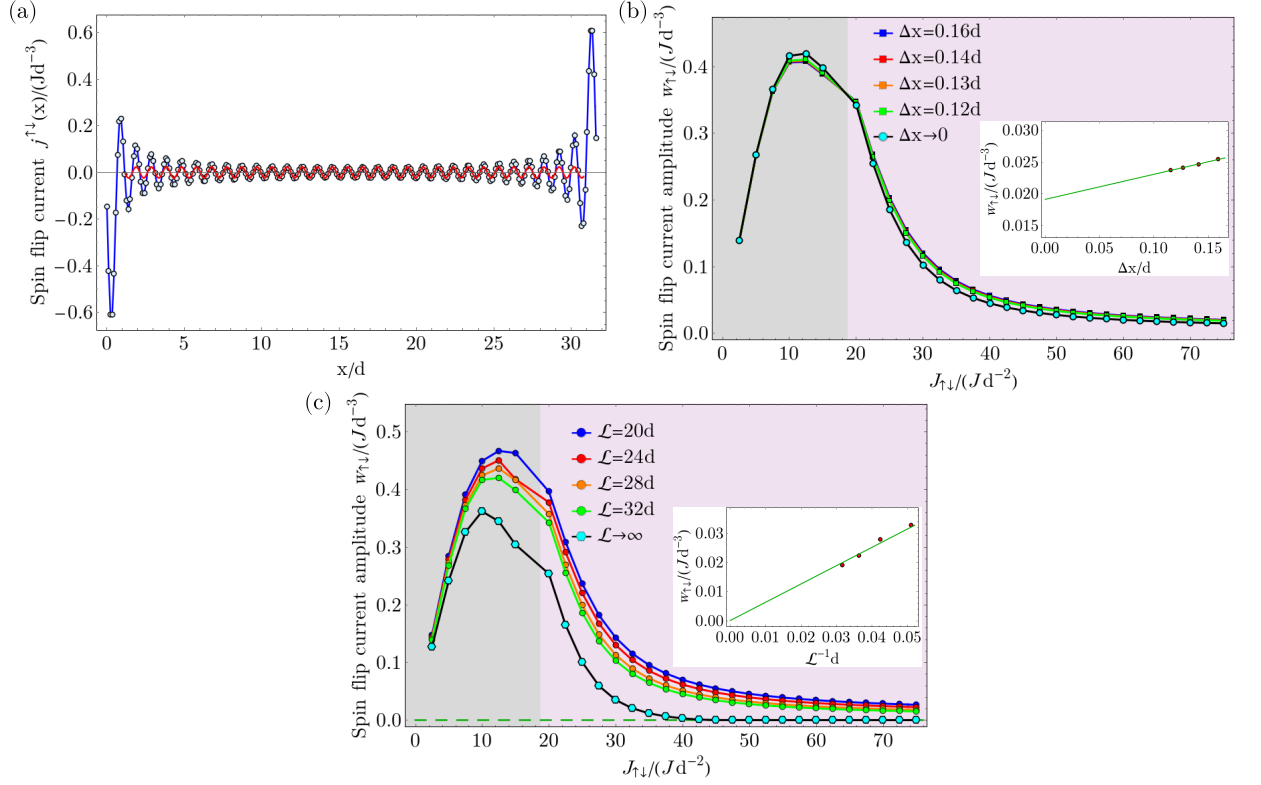 (a)
Spin flip current j↑↓(x)/(Jd⁻³)
0.6
0.4
0.2
0.0
−0.2
−0.4
−0.6
0 5 10 15 20 25 30
x/d
(b)
Spin flip current amplitude w↑↓/(J d⁻³)
0.4
0.3
0.2
0.1
0.0
0 10 20 30 40 50 60 70
J↑↓/(J d⁻²)
Δx=0.16d
Δx=0.14d
Δx=0.13d
Δx=0.12d
Δx→0
w↑↓/(J d⁻³)
0.030
0.025
0.020
0.015
0.00 0.05 0.10 0.15
Δx/d
(c)
Spin flip current amplitude w↑↓/(J d⁻³)
0.5
0.4
0.3
0.2
0.1
0.0
0 10 20 30 40 50 60 70
J↑↓/(J d⁻²)
ℒ=20d
ℒ=24d
ℒ=28d
ℒ=32d
ℒ→∞
w↑↓/(J d⁻³)
0.03
0.02
0.01
0.00
0.00 0.01 0.02 0.03 0.04 0.05
ℒ⁻¹d